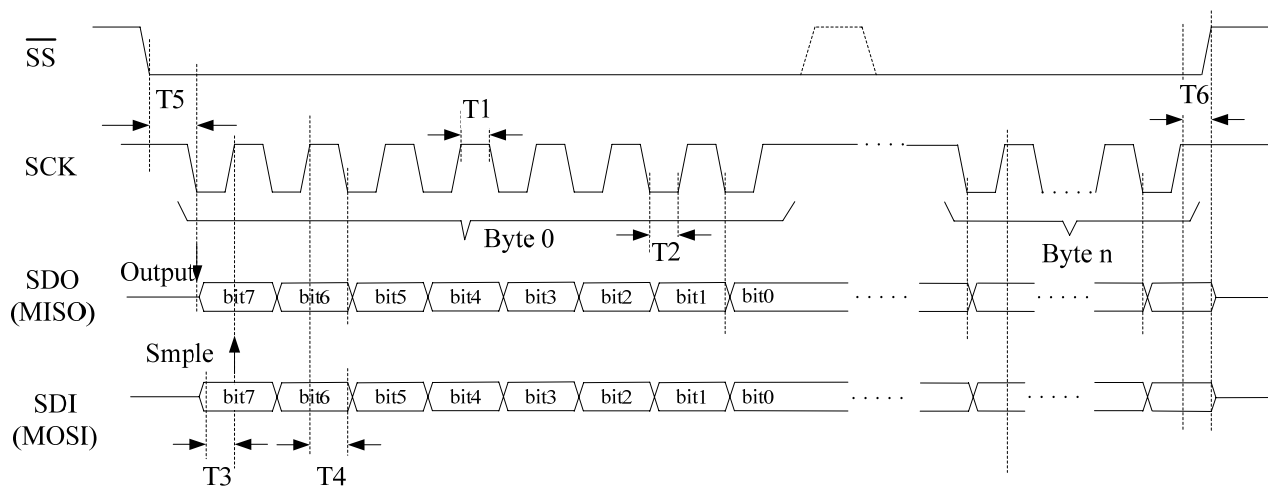 SS
T5
T1
T6
SCK
Byte 0
T2
Byte n
Output
SDO
(MISO)
bit7 bit6 bit5 bit4 bit3 bit2 bit1 bit0
Smple
SDI
(MOSI)
bit7 bit6 bit5 bit4 bit3 bit2 bit1 bit0
T3
T4